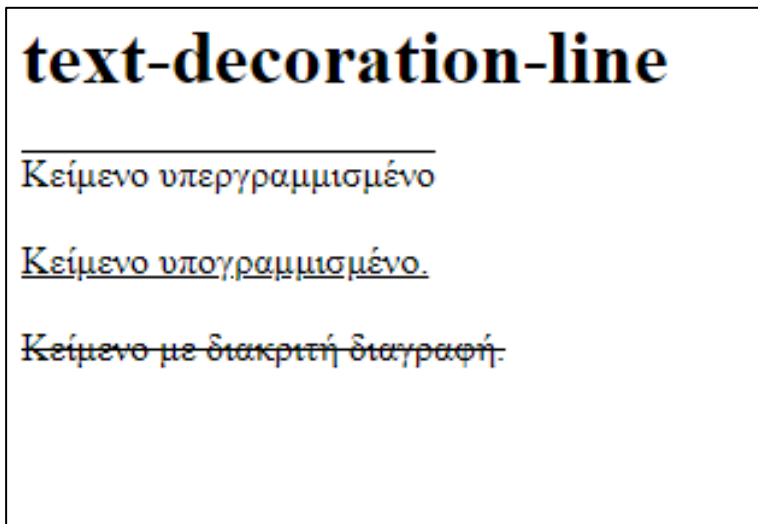 text-decoration-line
Κείμενο υπεργραμμισμένο
Κείμενο υπογραμμισμένο.
Κείμενο με διακριτή διαγραφή.